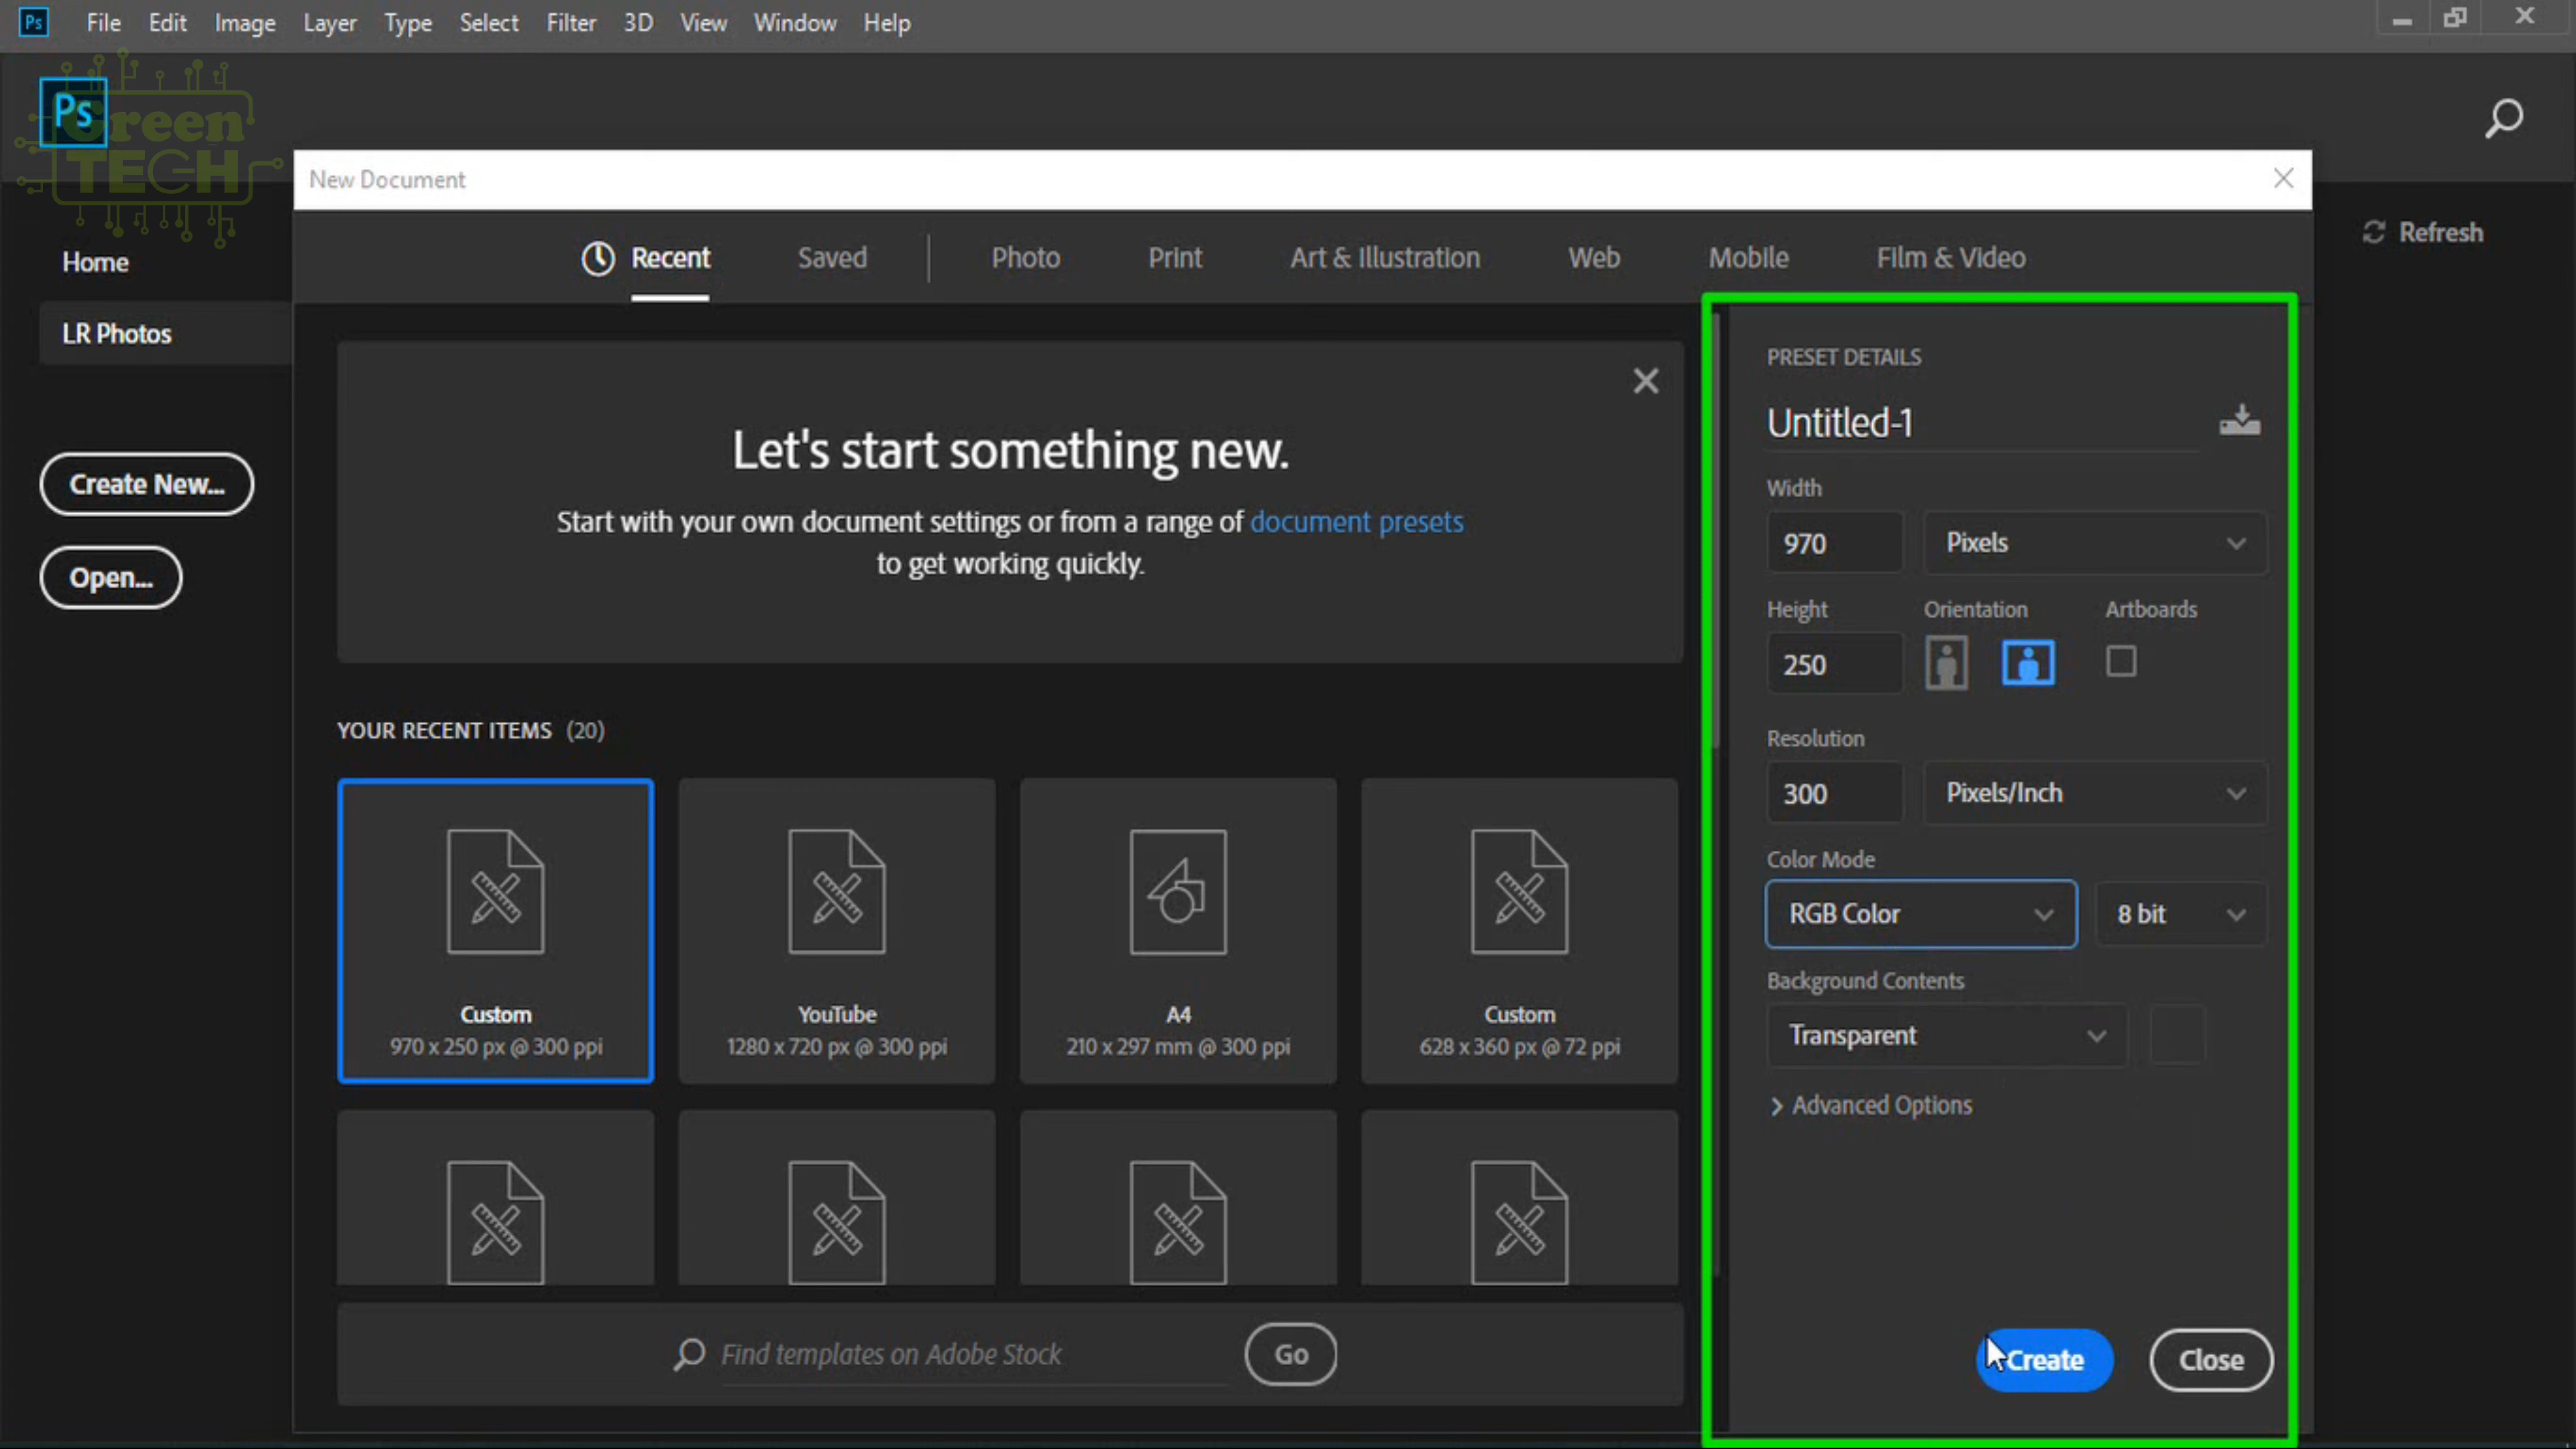 Ps File Edit Image Layer Type Select Filter 3D View Window Help
Ps
Green
TECH
New Document
Refresh
Home
LR Photos
Create New...
Open...
Recent Saved Photo Print Art & Illustration Web Mobile Film & Video
Let's start something new.
Start with your own document settings or from a range of document presets
to get working quickly.
YOUR RECENT ITEMS (20)
Custom
970 x 250 px @ 300 ppi
YouTube
1280 x 720 px @ 300 ppi
A4
210 x 297 mm @ 300 ppi
Custom
628 x 360 px @ 72 ppi
Find templates on Adobe Stock Go
PRESET DETAILS
Untitled-1
Width
970 Pixels
Height Orientation Artboards
250
Resolution
300 Pixels/Inch
Color Mode
RGB Color 8 bit
Background Contents
Transparent
Advanced Options
Create Close